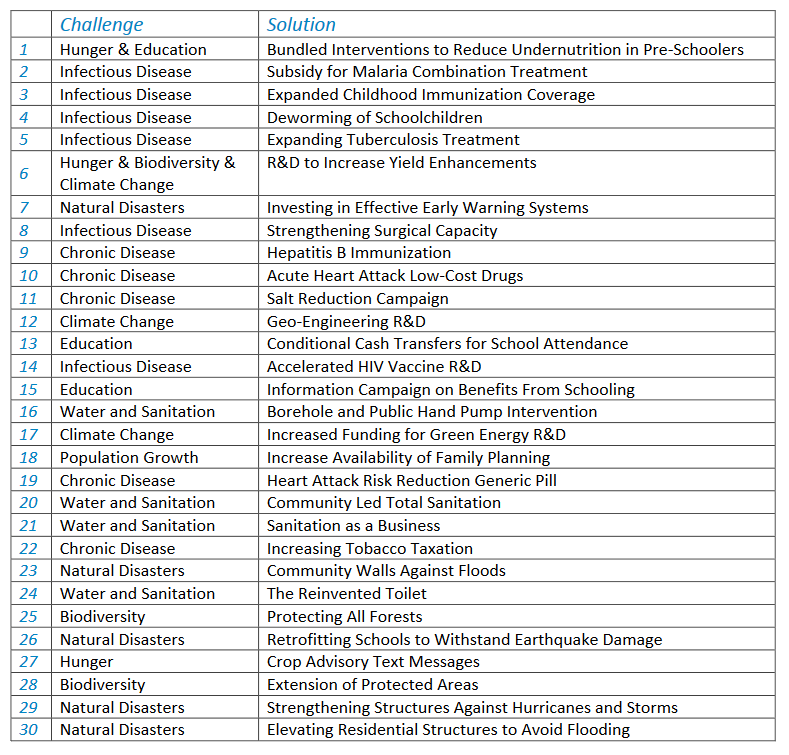 Challenge Solution
1 Hunger & Education Bundled Interventions to Reduce Undernutrition in Pre-Schoolers
2 Infectious Disease Subsidy for Malaria Combination Treatment
3 Infectious Disease Expanded Childhood Immunization Coverage
4 Infectious Disease Deworming of Schoolchildren
5 Infectious Disease Expanding Tuberculosis Treatment
6 Hunger & Biodiversity & R&D to Increase Yield Enhancements
Climate Change
7 Natural Disasters Investing in Effective Early Warning Systems
8 Infectious Disease Strengthening Surgical Capacity
9 Chronic Disease Hepatitis B Immunization
10 Chronic Disease Acute Heart Attack Low-Cost Drugs
11 Chronic Disease Salt Reduction Campaign
12 Climate Change Geo-Engineering R&D
13 Education Conditional Cash Transfers for School Attendance
14 Infectious Disease Accelerated HIV Vaccine R&D
15 Education Information Campaign on Benefits From Schooling
16 Water and Sanitation Borehole and Public Hand Pump Intervention
17 Climate Change Increased Funding for Green Energy R&D
18 Population Growth Increase Availability of Family Planning
19 Chronic Disease Heart Attack Risk Reduction Generic Pill
20 Water and Sanitation Community Led Total Sanitation
21 Water and Sanitation Sanitation as a Business
22 Chronic Disease Increasing Tobacco Taxation
23 Natural Disasters Community Walls Against Floods
24 Water and Sanitation The Reinvented Toilet
25 Biodiversity Protecting All Forests
26 Natural Disasters Retrofitting Schools to Withstand Earthquake Damage
27 Hunger Crop Advisory Text Messages
28 Biodiversity Extension of Protected Areas
29 Natural Disasters Strengthening Structures Against Hurricanes and Storms
30 Natural Disasters Elevating Residential Structures to Avoid Flooding